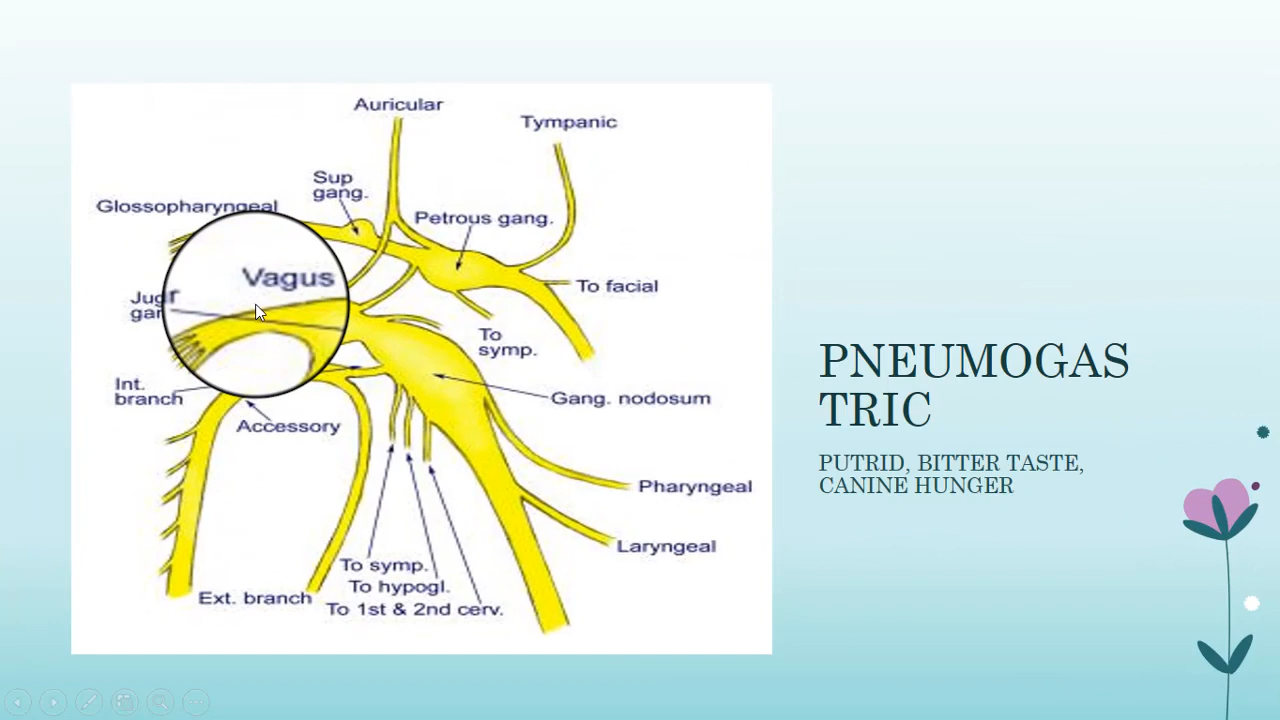 Auricular
Tympanic
Sup
gang.
Glossopharyngeal
Petrous gang.
Vagus
To facial
To
symp.
Int.
branch
Gang. nodosum
Accessory
Pharyngeal
Laryngeal
To symp.
To hypogl.
Ext. branch
To 1st & 2nd cerv.
PNEUMOGAS
TRIC
PUTRID, BITTER TASTE,
CANINE HUNGER